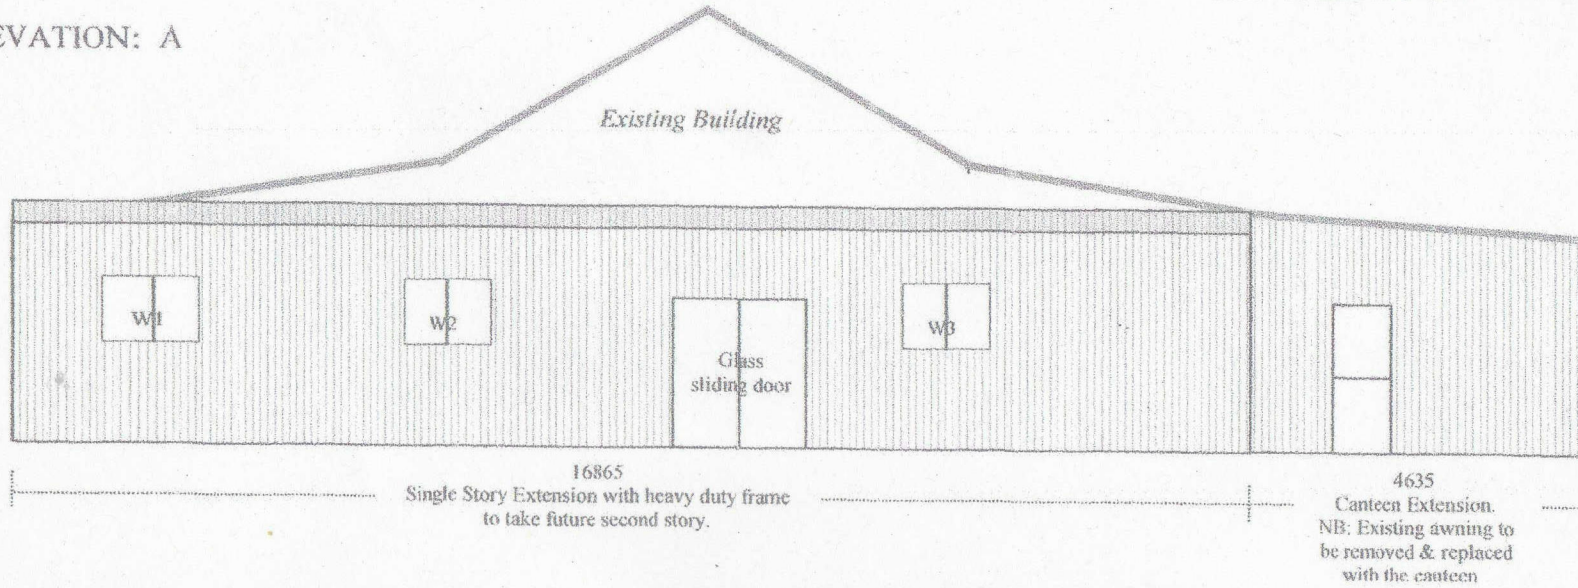 EVATION: A
Existing Building
W1
W2
W3
Glass
sliding door
16865
Single Story Extension with heavy duty frame
to take future second story.
4635
Canteen Extension.
NB: Existing awning to
be removed & replaced
with the canteen